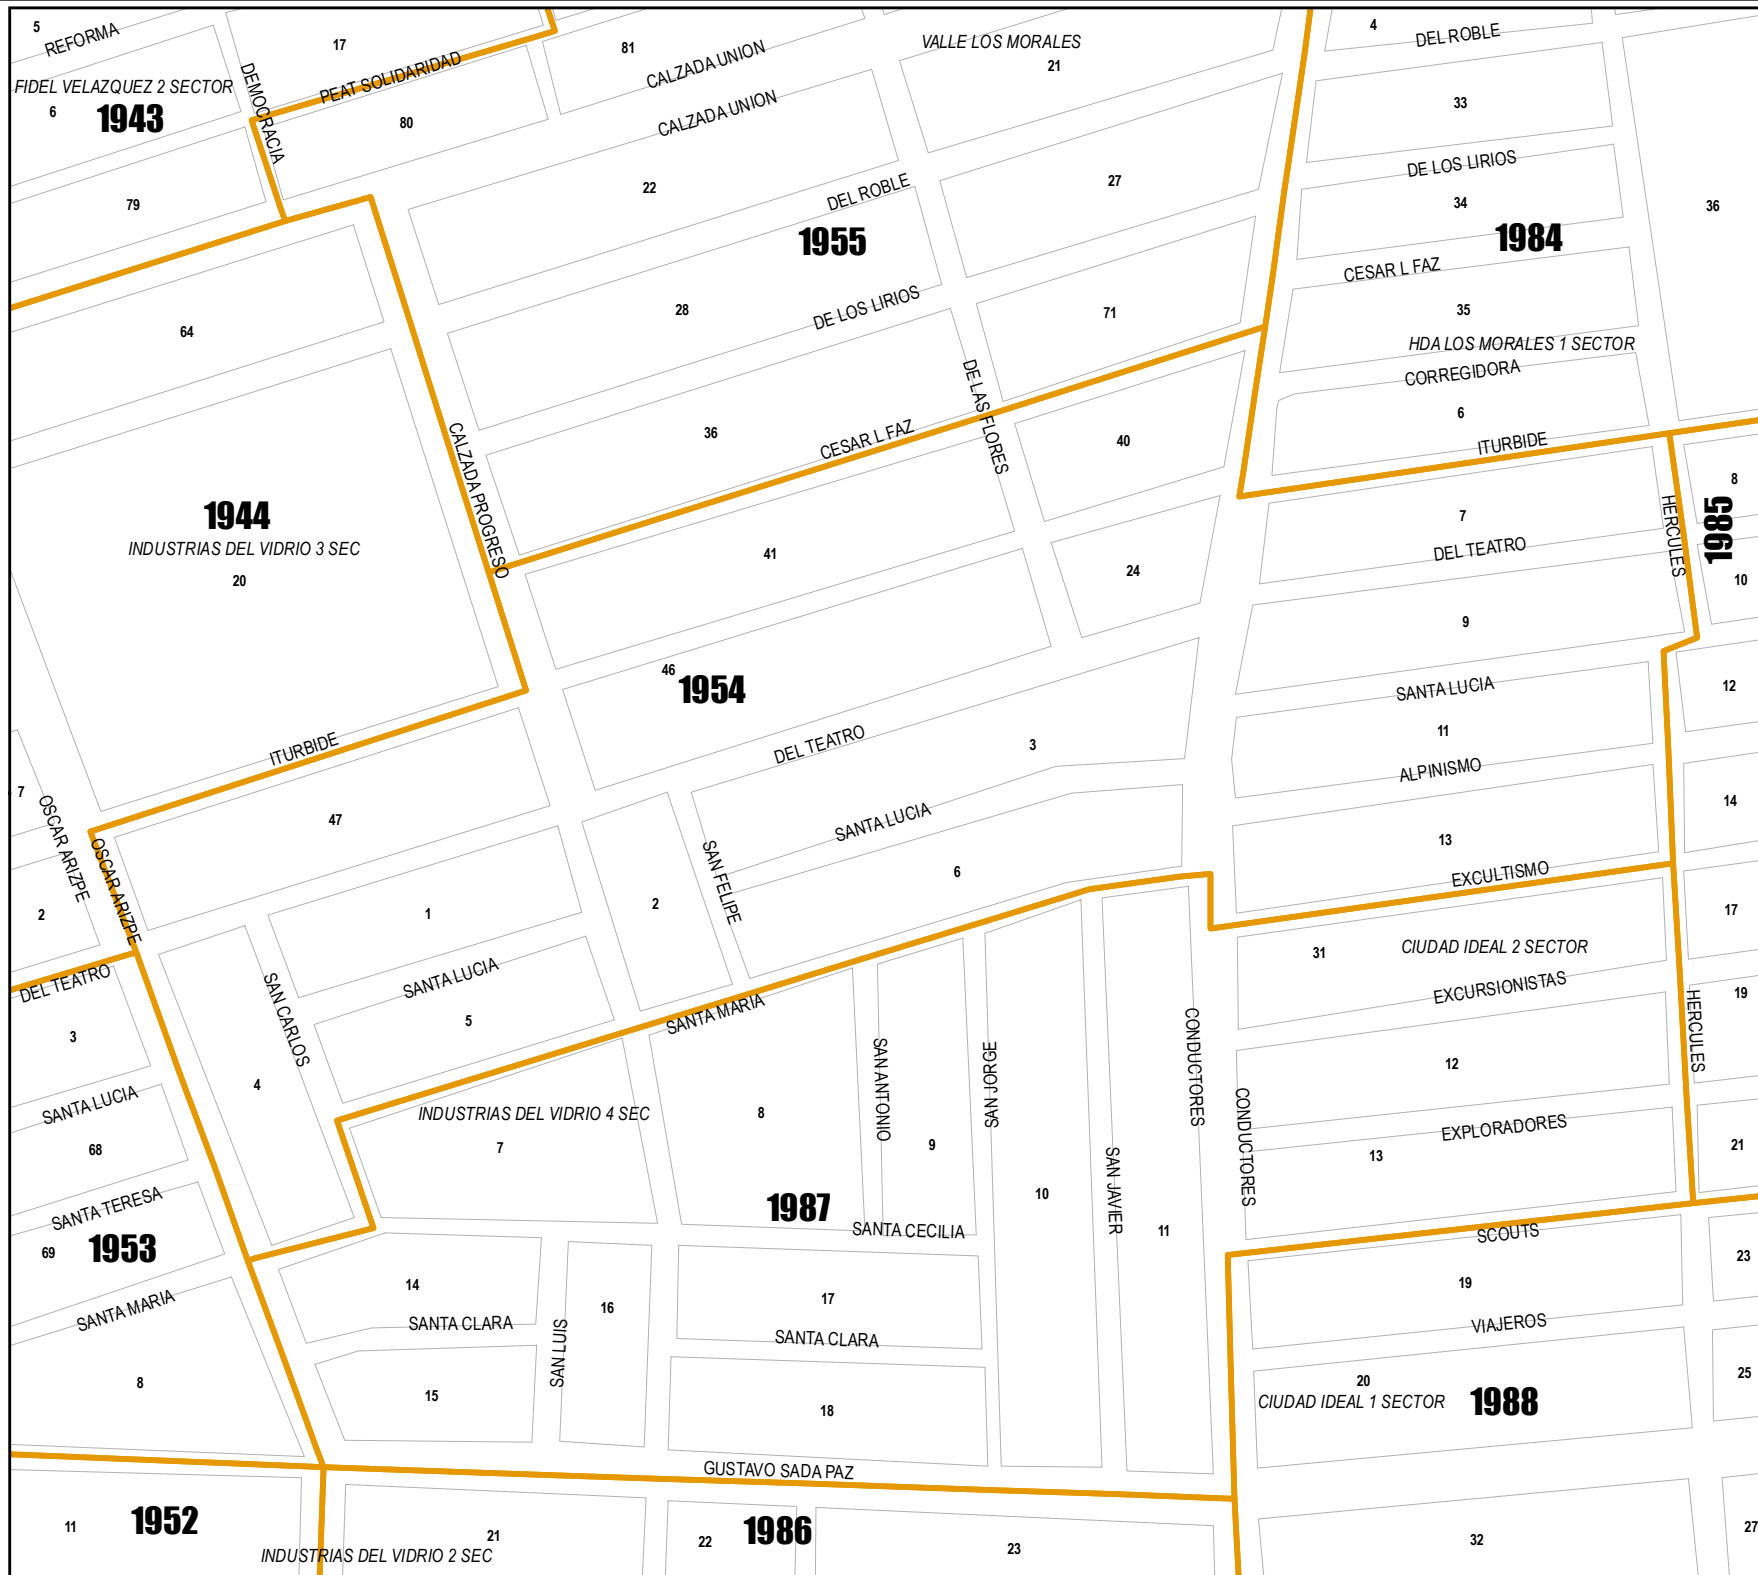 5
REFORMA
17
81
CALZADA UNION
VALLE LOS MORALES
21
4
DEL ROBLE
FIDEL VELAZQUEZ 2 SECTOR
6
1943
DEMOCRACIA
PEAT SOLIDARIDAD
80
CALZADA UNION
33
79
22
DEL ROBLE
27
DE LOS LIRIOS
34
36
1955
1984
CESAR L FAZ
64
28
DE LOS LIRIOS
71
35
HDA LOS MORALES 1 SECTOR
CORREGIDORA
DE LAS FLORES
36
CESAR L FAZ
40
6
ITURBIDE
CALZADA PROGRESO
1944
INDUSTRIAS DEL VIDRIO 3 SEC
20
41
24
7
DEL TEATRO
HERCULES
8
1985
10
9
46
1954
SANTA LUCIA
12
DEL TEATRO
3
11
ITURBIDE
ALPINISMO
7
OSCAR ARIZPE
47
SANTA LUCIA
14
13
OSCAR ARIZPE
SAN FELIPE
6
EXCULTISMO
2
1
2
17
31
CIUDAD IDEAL 2 SECTOR
DEL TEATRO
SANTA LUCIA
EXCURSIONISTAS
19
SAN CARLOS
5
SANTA MARIA
3
HERCULES
CONDUCTORES
SAN ANTONIO
SAN JORGE
12
4
SANTA LUCIA
INDUSTRIAS DEL VIDRIO 4 SEC
7
8
9
CONDUCTORES
EXPLORADORES
13
21
68
SAN JAVIER
10
SANTA TERESA
1987
SANTA CECILIA
11
69
1953
SCOUTS
23
14
16
17
19
SANTA MARIA
SANTA CLARA
SANTA CLARA
VIAJEROS
SAN LUIS
8
15
18
20
CIUDAD IDEAL 1 SECTOR
1988
25
GUSTAVO SADA PAZ
11
1952
21
22
1986
23
32
27
INDUSTRIAS DEL VIDRIO 2 SEC